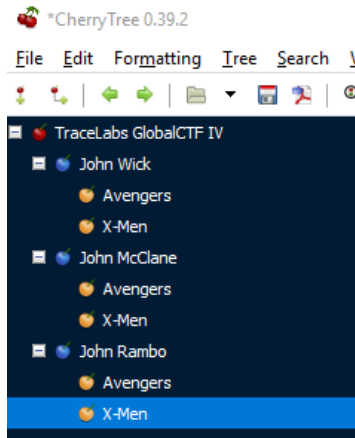 *CherryTree 0.39.2
File Edit Formatting Tree Search
TraceLabs GlobalCTF IV
John Wick
Avengers
X-Men
John McClane
Avengers
X-Men
John Rambo
Avengers
X-Men